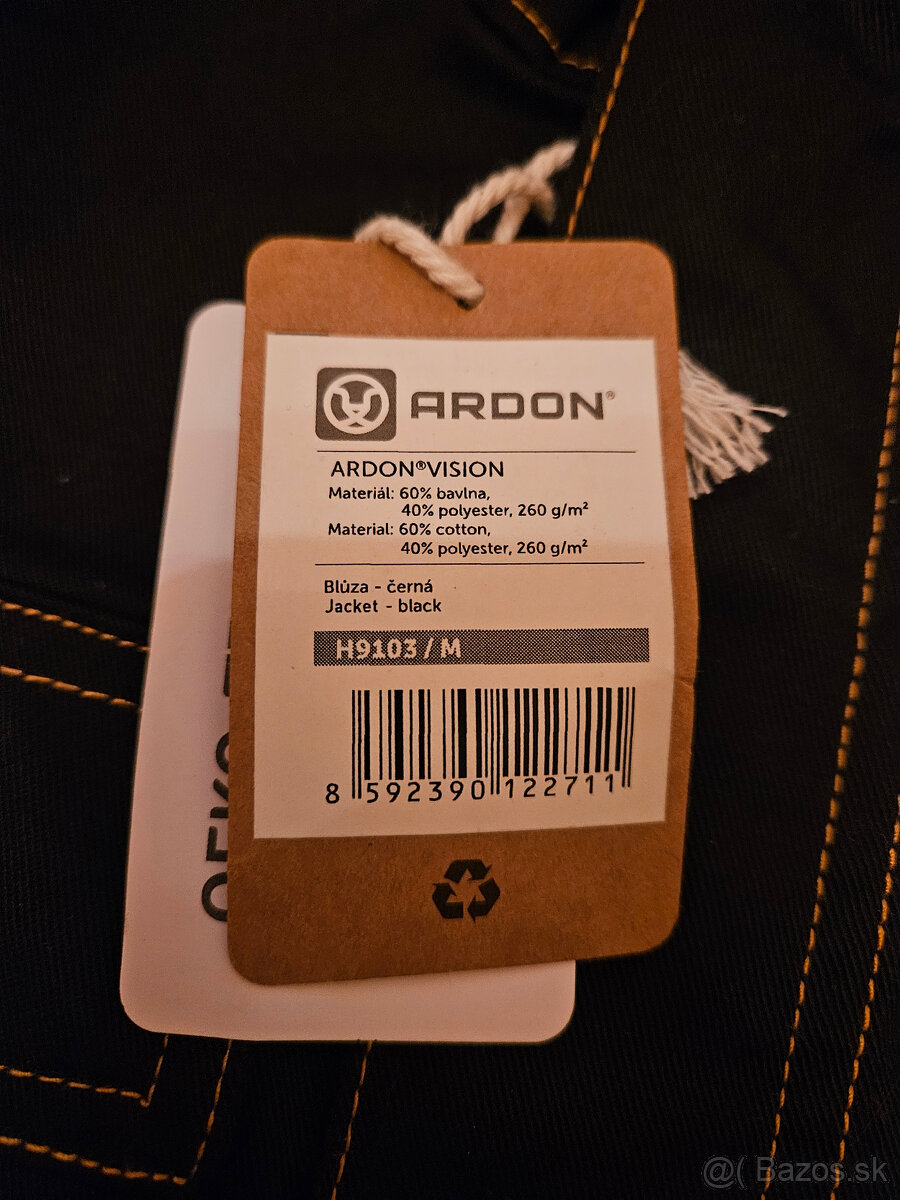 ARDON®
ARDON®VISION
Materiál: 60% bavlna,
40% polyester, 260 g/m²
Material: 60% cotton,
40% polyester, 260 g/m²
Blůza - černá
Jacket - black
H9103 / M
8 592390 122711
@( Bazos.sk